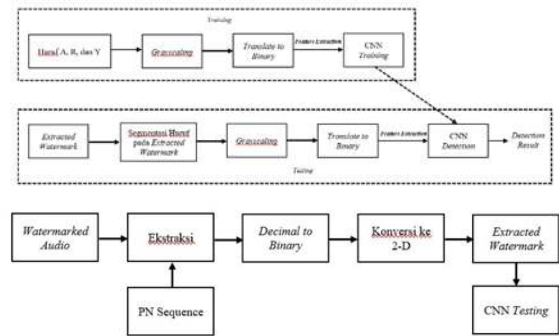 Training
Huruf A, R, dan Y
Grayscaling
Translate to
Binary
Feature Extraction
CNN
Training
Extracted
Watermark
Segmentasi Huruf
pada Extracted
Watermark
Grayscaling
Translate to
Binary
Feature Extraction
CNN
Detection
Detection
Result
Testing
Watermarked
Audio
Ekstraksi
Decimal to
Binary
Konversi ke
2-D
Extracted
Watermark
PN Sequence
CNN Testing